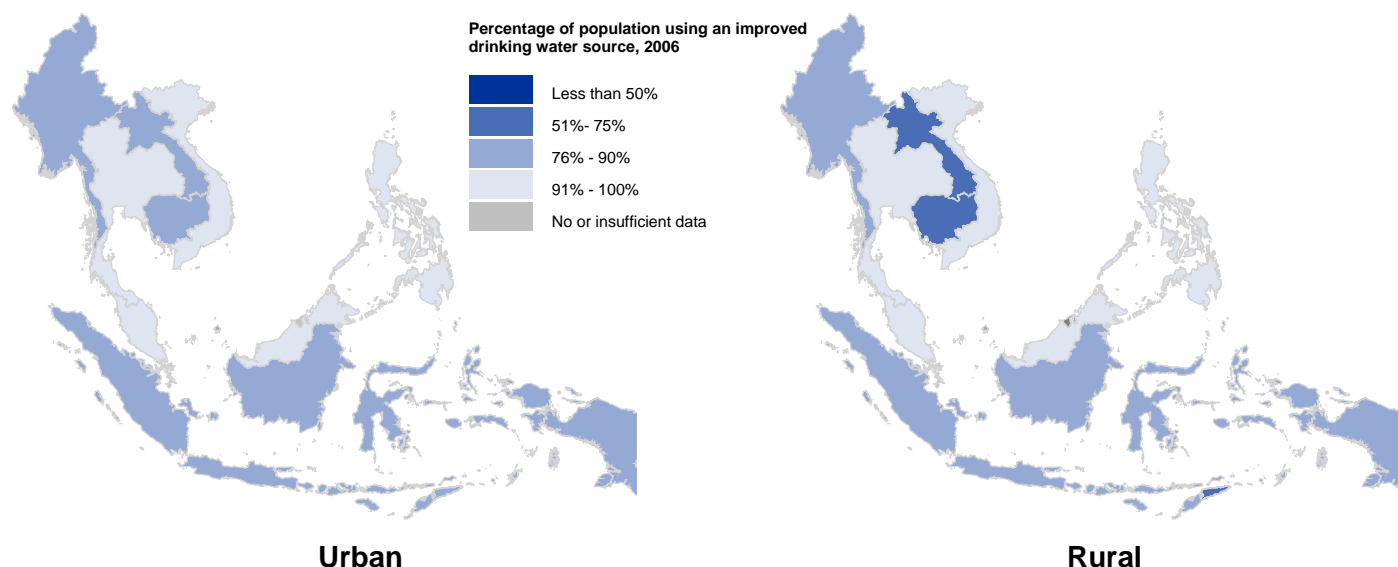 Percentage of population using an improved
drinking water source, 2006
Less than 50%
51%- 75%
76% - 90%
91% - 100%
No or insufficient data
Urban
Rural